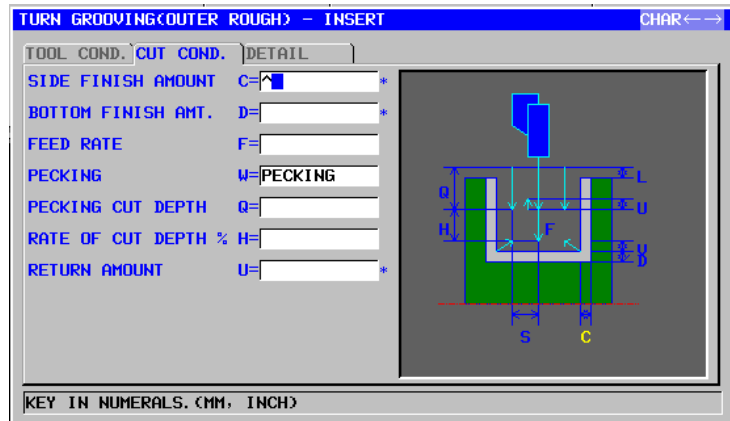 TURN GROOVING(OUTER ROUGH) - INSERT CHAR←→
TOOL COND. CUT COND. DETAIL
SIDE FINISH AMOUNT C=^ *
BOTTOM FINISH AMT. D= *
FEED RATE F=
PECKING W=PECKING
PECKING CUT DEPTH Q=
RATE OF CUT DEPTH % H=
RETURN AMOUNT U= *
L
Q
U
H
F
V
D
S
C
KEY IN NUMERALS.(MM, INCH)